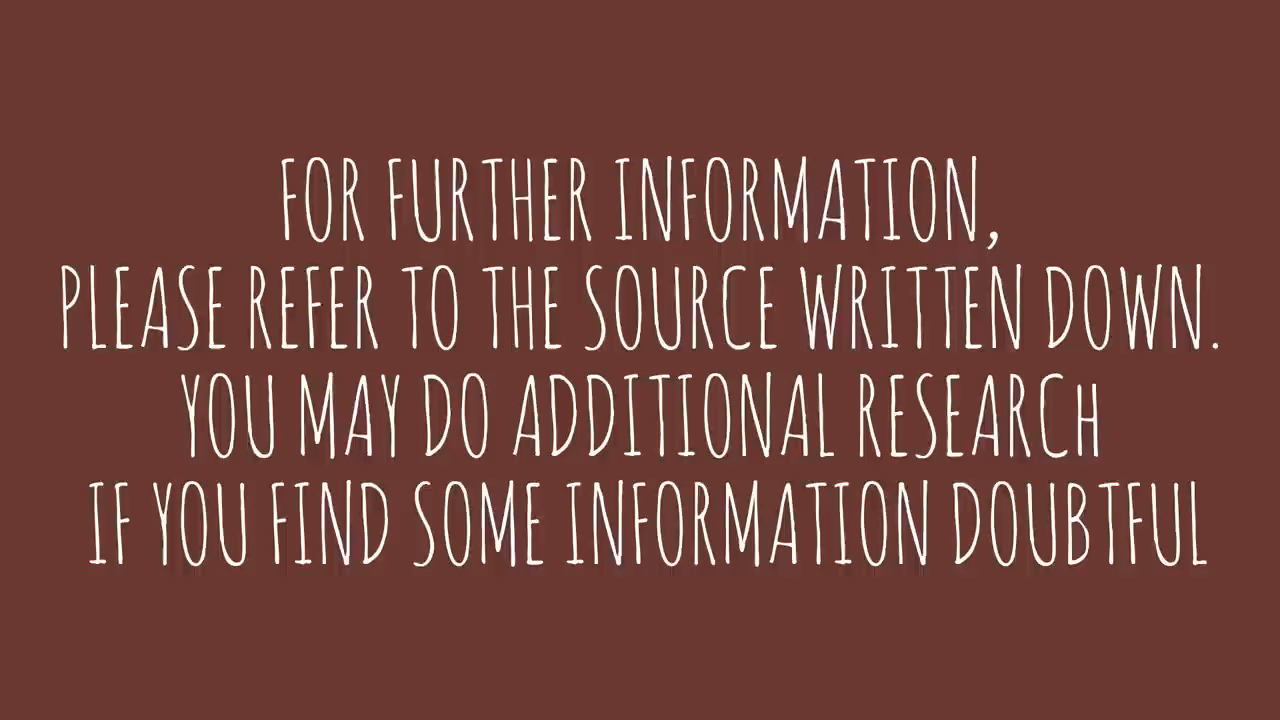 FOR FURTHER INFORMATION,
PLEASE REFER TO THE SOURCE WRITTEN DOWN.
YOU MAY DO ADDITIONAL RESEARCH
IF YOU FIND SOME INFORMATION DOUBTFUL